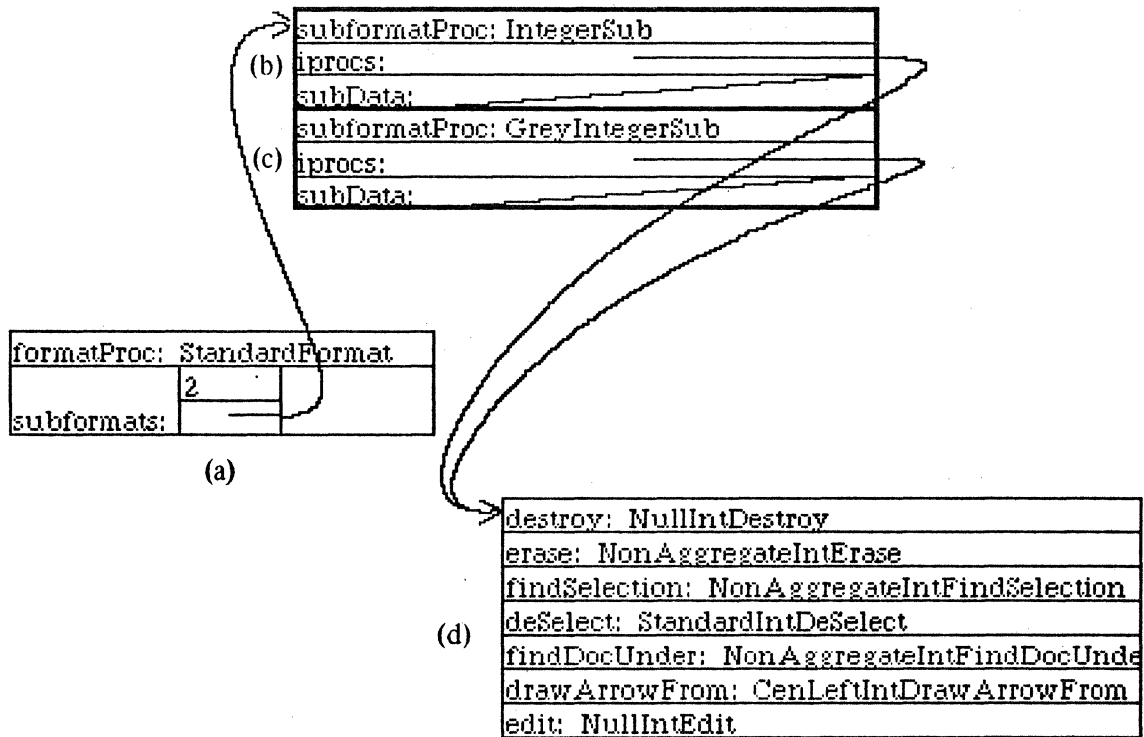 subformatProc: IntegerSub
(b)
iprocs:
subData:
subformatProc: GreyIntegerSub
(c)
iprocs:
subData:
formatProc: StandardFormat
2
subformats:
(a)
destroy: NullIntDestroy
erase: NonAggregateIntErase
findSelection: NonAggregateIntFindSelection
(d)
deSelect: StandardIntDeSelect
findDocUnder: NonAggregateIntFindDocUnde
drawArrowFrom: CenLeftIntDrawArrowFrom
edit: NullIntEdit